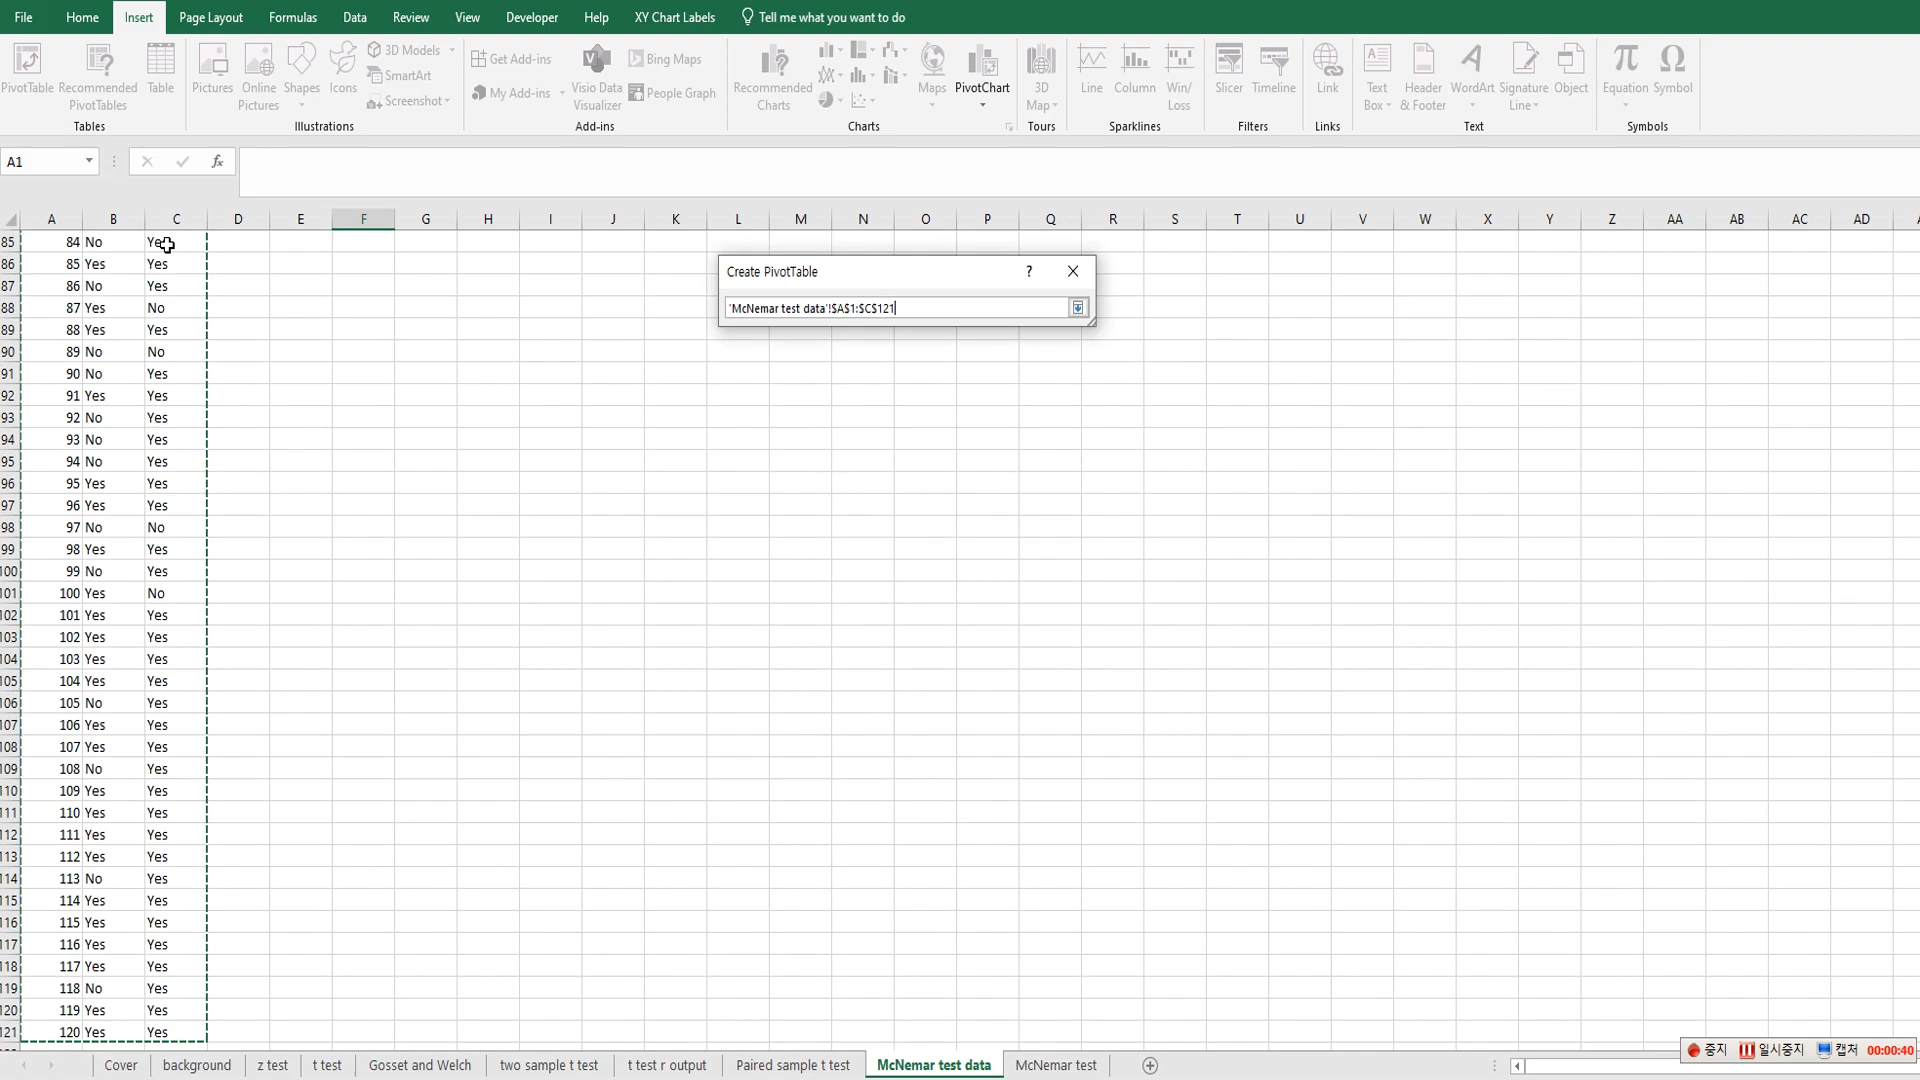 File Home Insert Page Layout Formulas Data Review View Developer Help XY Chart Labels Tell me what you want to do
PivotTable Recommended PivotTables Table
Tables
Pictures Online Pictures Shapes Icons 3D Models SmartArt Screenshot
Illustrations
Get Add-ins My Add-ins Visio Data Visualizer Bing Maps People Graph
Add-ins
Recommended Charts Maps PivotChart
Charts
3D Map
Tours
Line Column Win/ Loss
Sparklines
Slicer Timeline
Filters
Link
Links
Text Box Header & Footer WordArt Signature Line Object
Text
Equation Symbol
Symbols
A1 fx
A B C D E F G H I J K L M N O P Q R S T U V W X Y Z AA AB AC AD
Create PivotTable ?
'McNemar test data'!$A$1:$C$121
85 84 No Yes
86 85 Yes Yes
87 86 No Yes
88 87 Yes No
89 88 Yes Yes
90 89 No No
91 90 No Yes
92 91 Yes Yes
93 92 No Yes
94 93 No Yes
95 94 No Yes
96 95 Yes Yes
97 96 Yes Yes
98 97 No No
99 98 Yes Yes
100 99 No Yes
101 100 Yes No
102 101 Yes Yes
103 102 Yes Yes
104 103 Yes Yes
105 104 Yes Yes
106 105 No Yes
107 106 Yes Yes
108 107 Yes Yes
109 108 No Yes
110 109 Yes Yes
111 110 Yes Yes
112 111 Yes Yes
113 112 Yes Yes
114 113 No Yes
115 114 Yes Yes
116 115 Yes Yes
117 116 Yes Yes
118 117 Yes Yes
119 118 No Yes
120 119 Yes Yes
121 120 Yes Yes
중지 일시중지 캡처 00:00:40
Cover background z test t test Gosset and Welch two sample t test t test r output Paired sample t test McNemar test data McNemar test